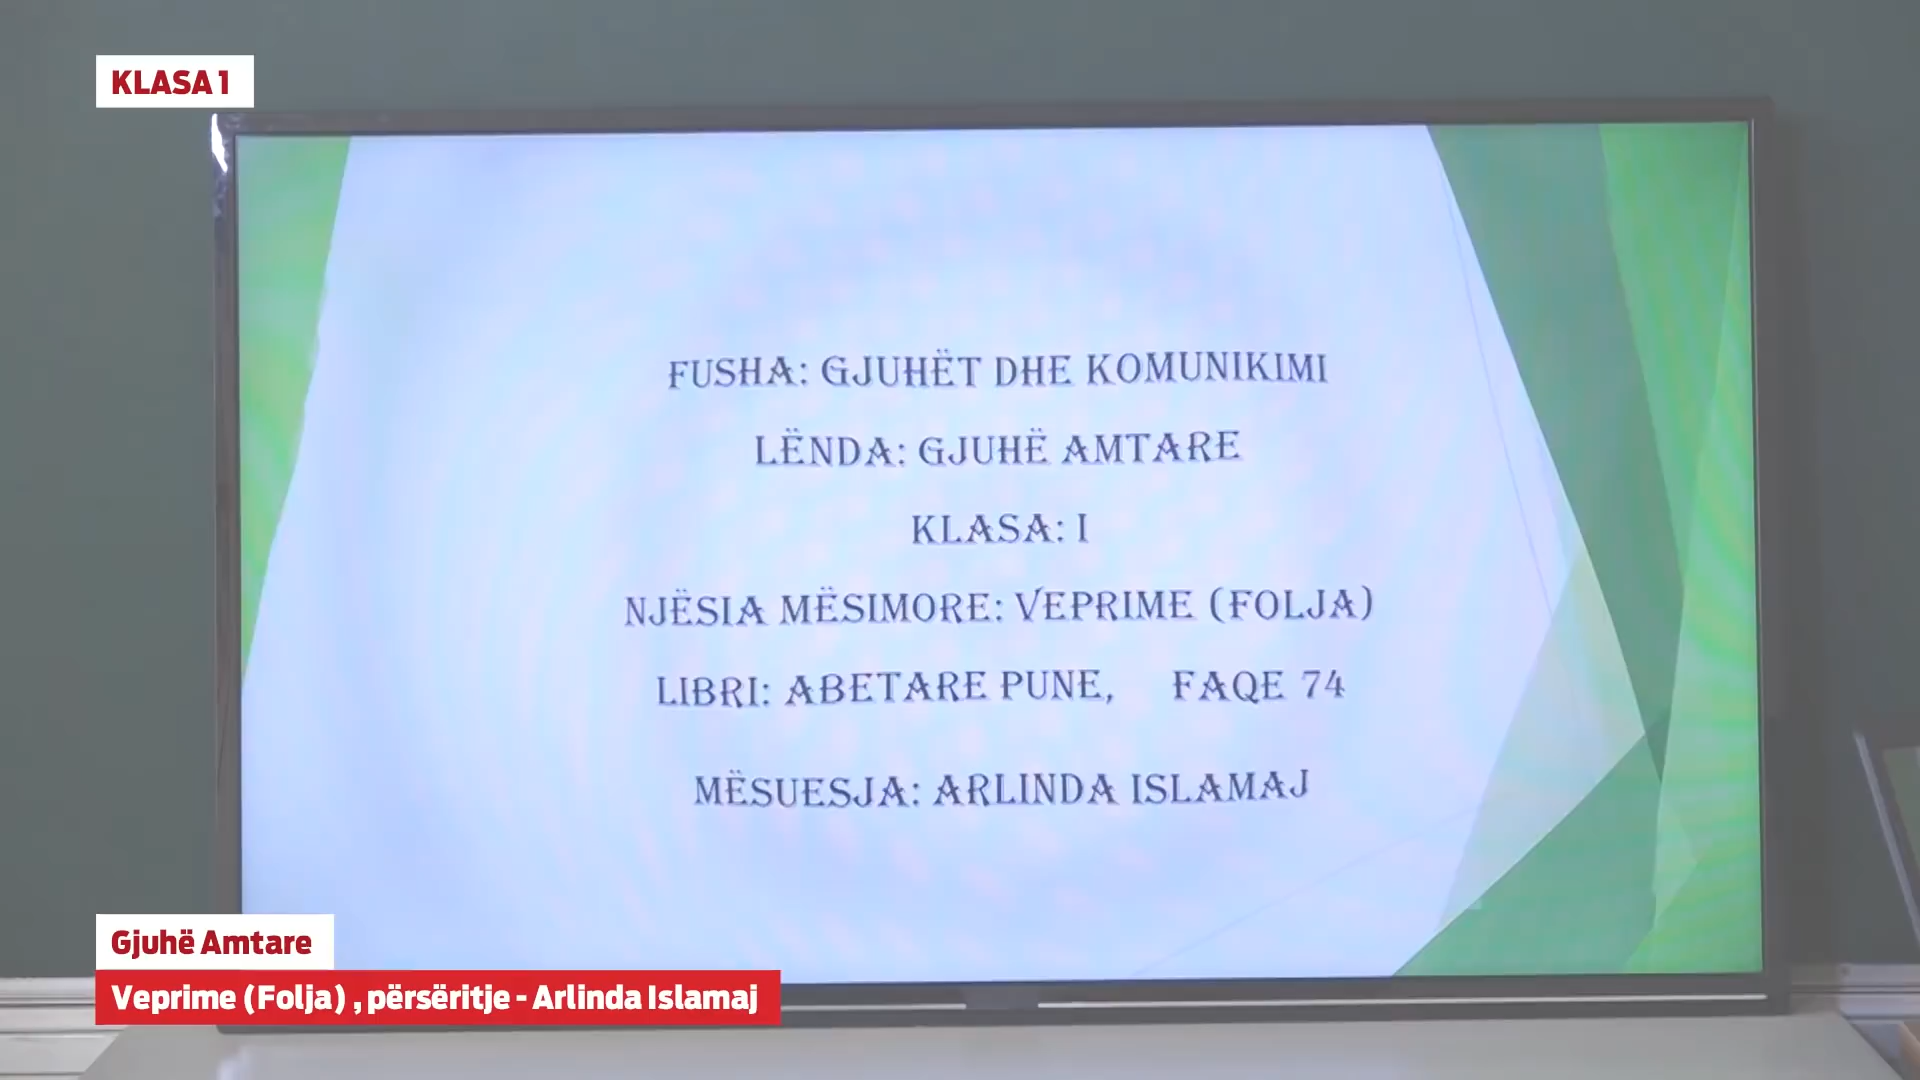 KLASA 1
FUSHA: GJUHËT DHE KOMUNIKIMI
LËNDA: GJUHË AMTARE
KLASA: I
NJËSIA MËSIMORE: VEPRIME (FOLJA)
LIBRI: ABETARE PUNE, FAQE 74
MËSUESJA: ARLINDA ISLAMAJ
Gjuhë Amtare
Veprime (Folja) , përsëritje - Arlinda Islamaj